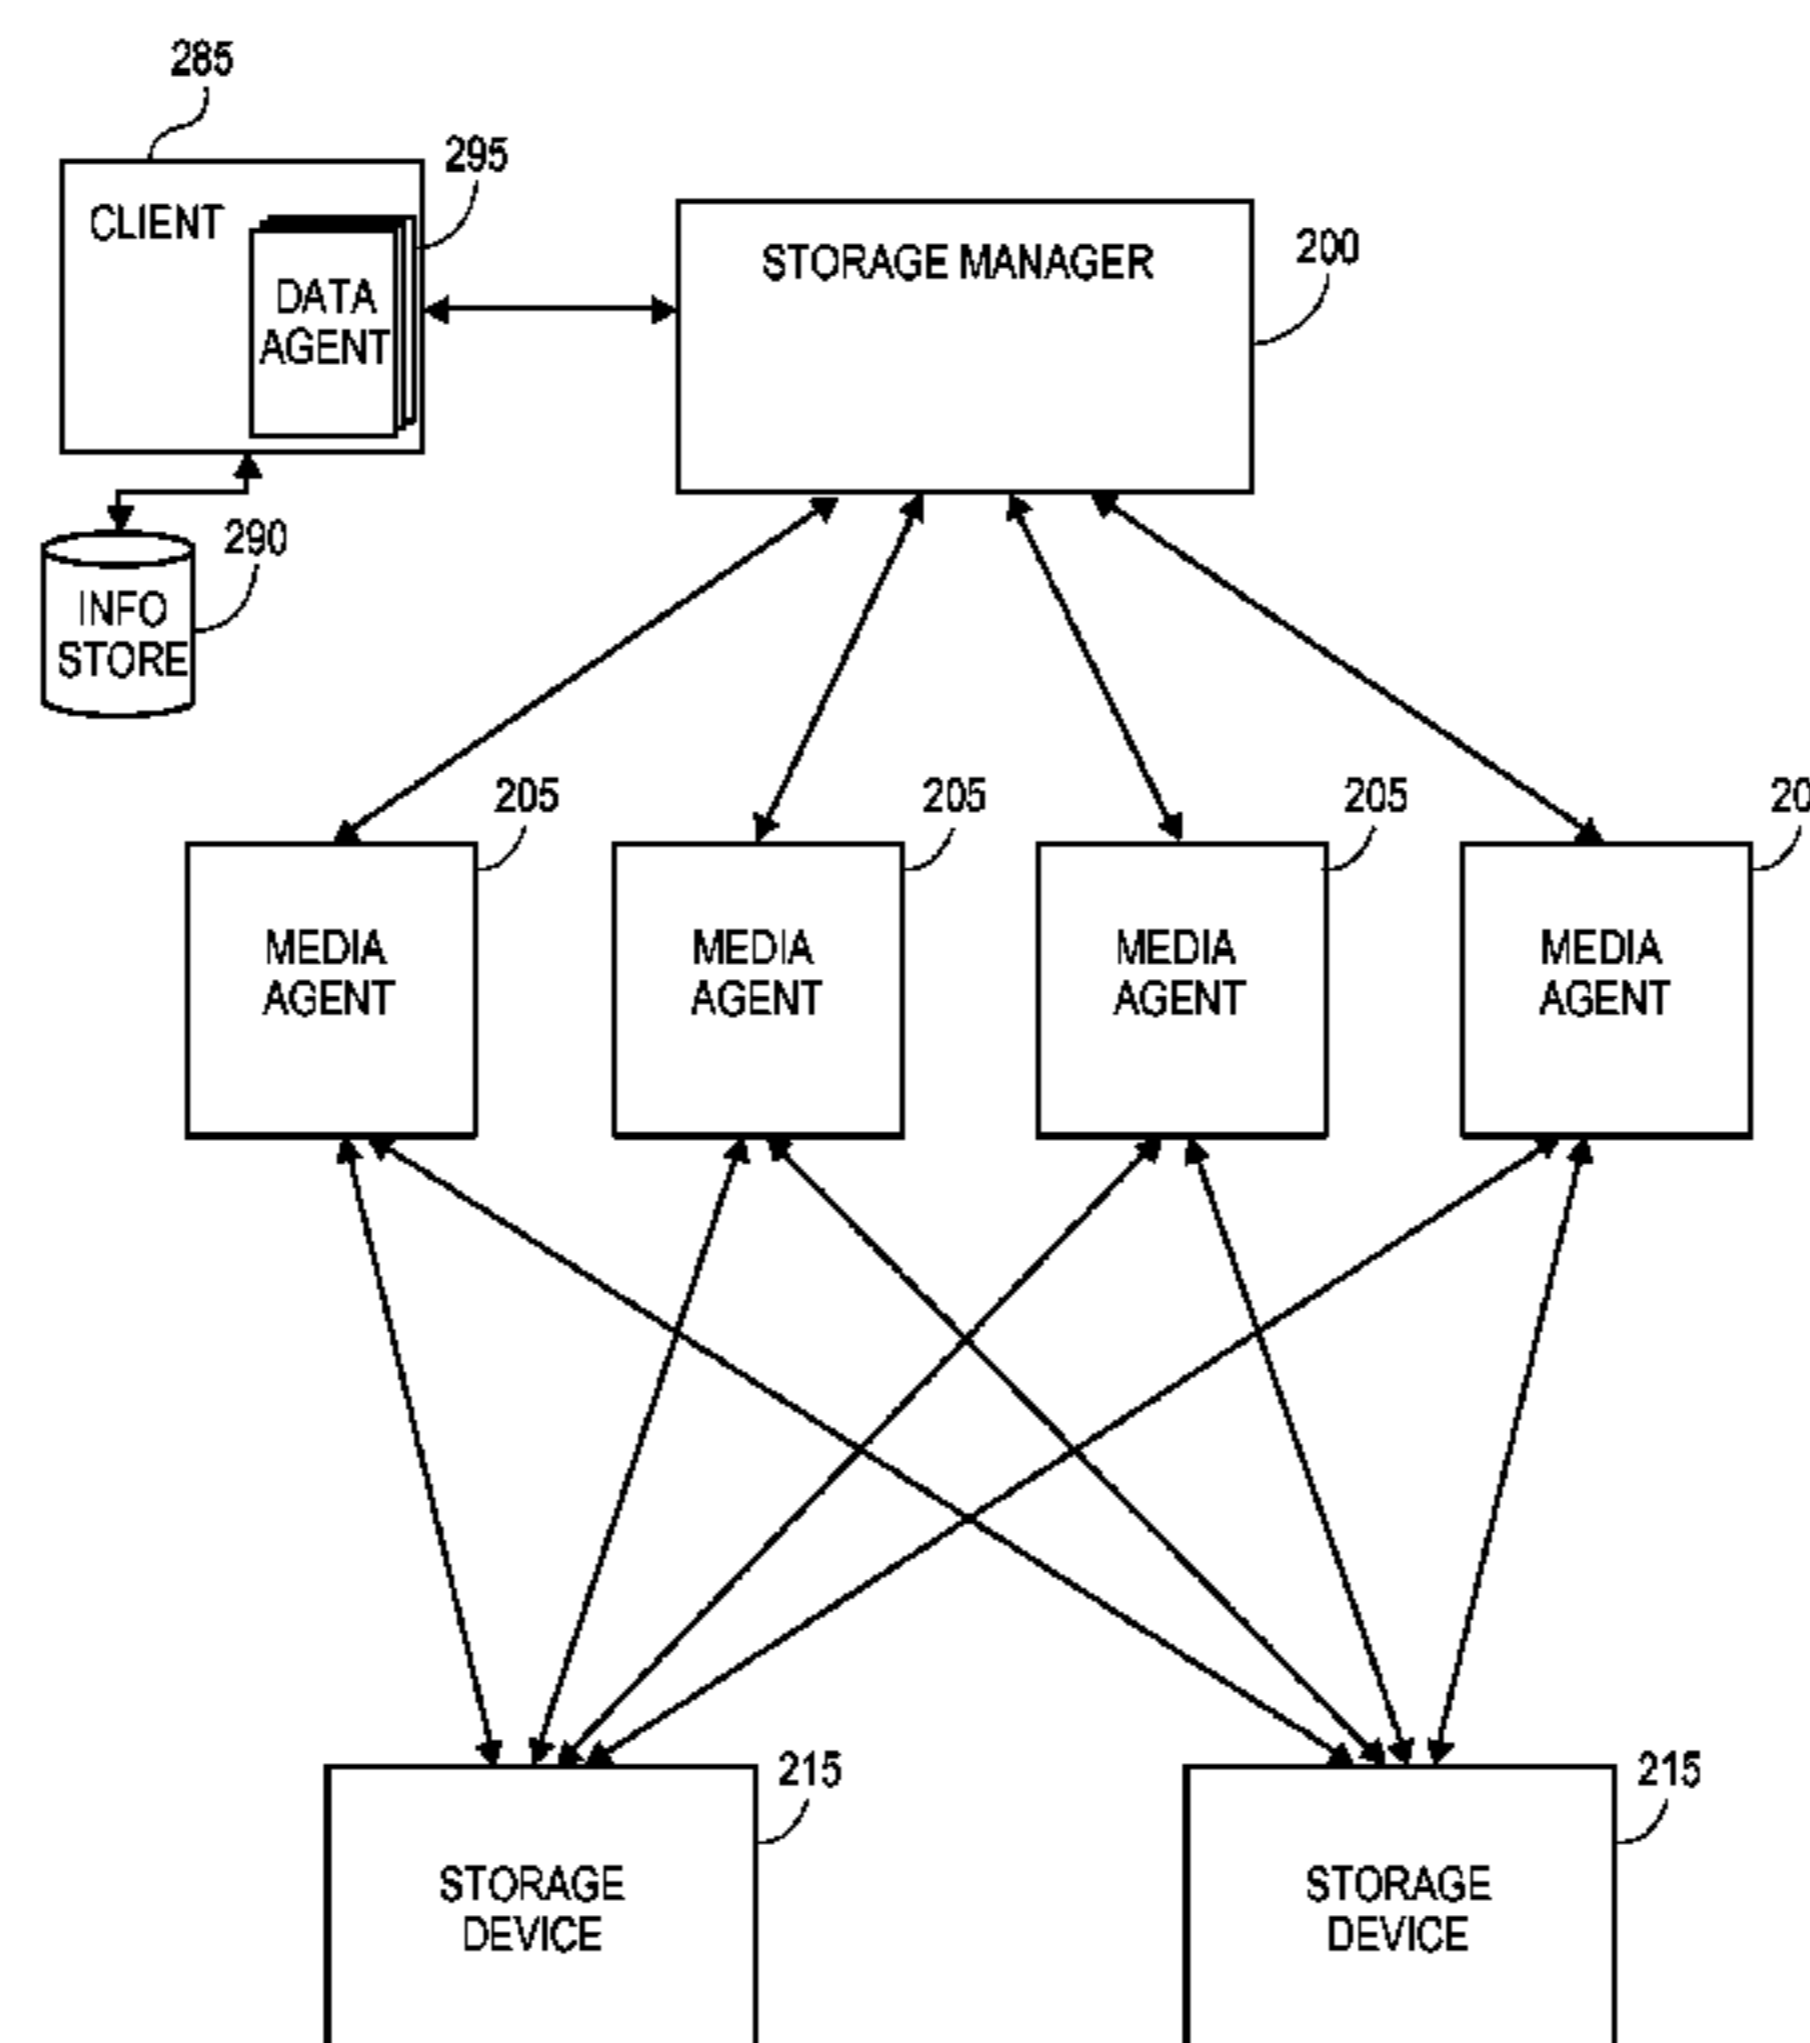 285
295
CLIENT
DATA
AGENT
STORAGE MANAGER
200
290
INFO
STORE
205
205
205
20
MEDIA
AGENT
MEDIA
AGENT
MEDIA
AGENT
MEDIA
AGENT
215
215
STORAGE
DEVICE
STORAGE
DEVICE